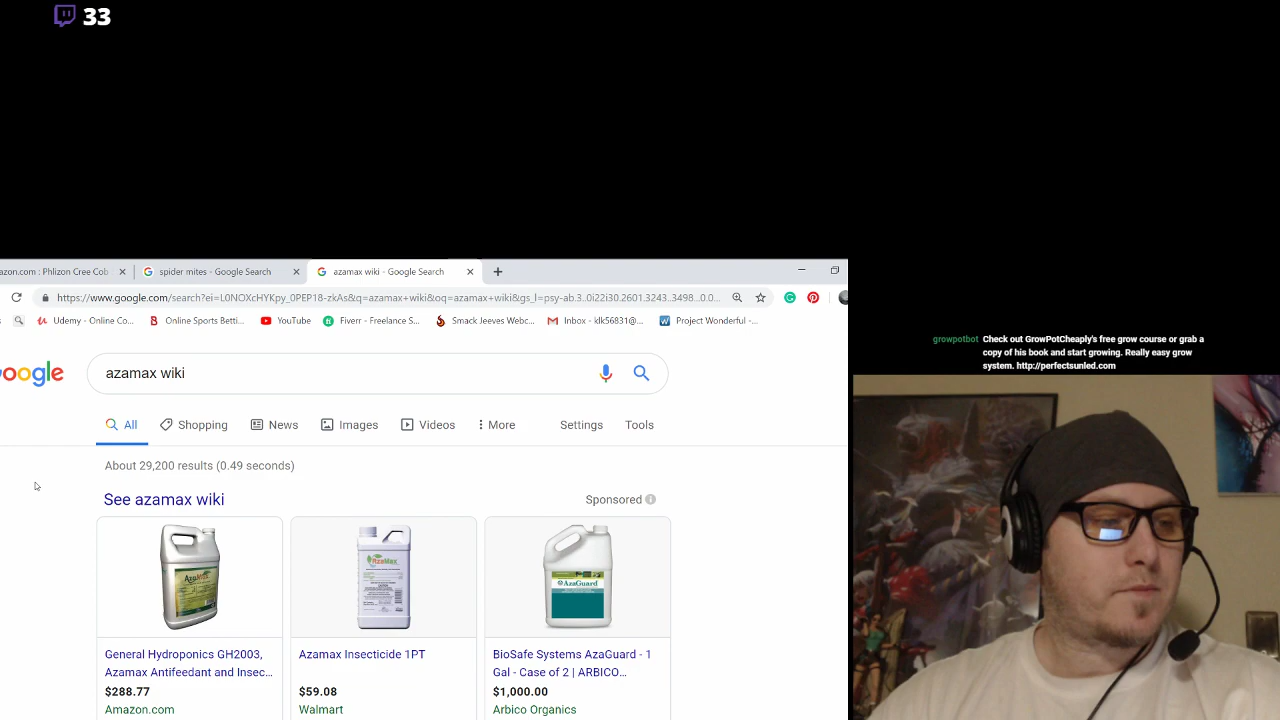 33
azon.com : Phlizon Cree Cob
spider mites - Google Search
azamax wiki - Google Search
https://www.google.com/search?ei=L0NOXcHYKpy_0PEP18-zkAs&q=azamax+wiki&oq=azamax+wiki&gs_l=psy-ab.3..0i22i30.2601.3243..3498...0.0...
Udemy - Online Co...
Online Sports Betti...
YouTube
Fiverr - Freelance S...
Smack Jeeves Webc...
Inbox - klk56831@...
Project Wonderful -...
oogle
azamax wiki
All
Shopping
News
Images
Videos
More
Settings
Tools
About 29,200 results (0.49 seconds)
See azamax wiki
Sponsored
AzaMax
AzaGuard
General Hydroponics GH2003,
Azamax Antifeedant and Insec...
$288.77
Amazon.com
Azamax Insecticide 1PT
$59.08
Walmart
BioSafe Systems AzaGuard - 1
Gal - Case of 2 | ARBICO...
$1,000.00
Arbico Organics
growpotbot Check out GrowPotCheaply's free grow course or grab a
copy of his book and start growing. Really easy grow
system. http://perfectsunled.com